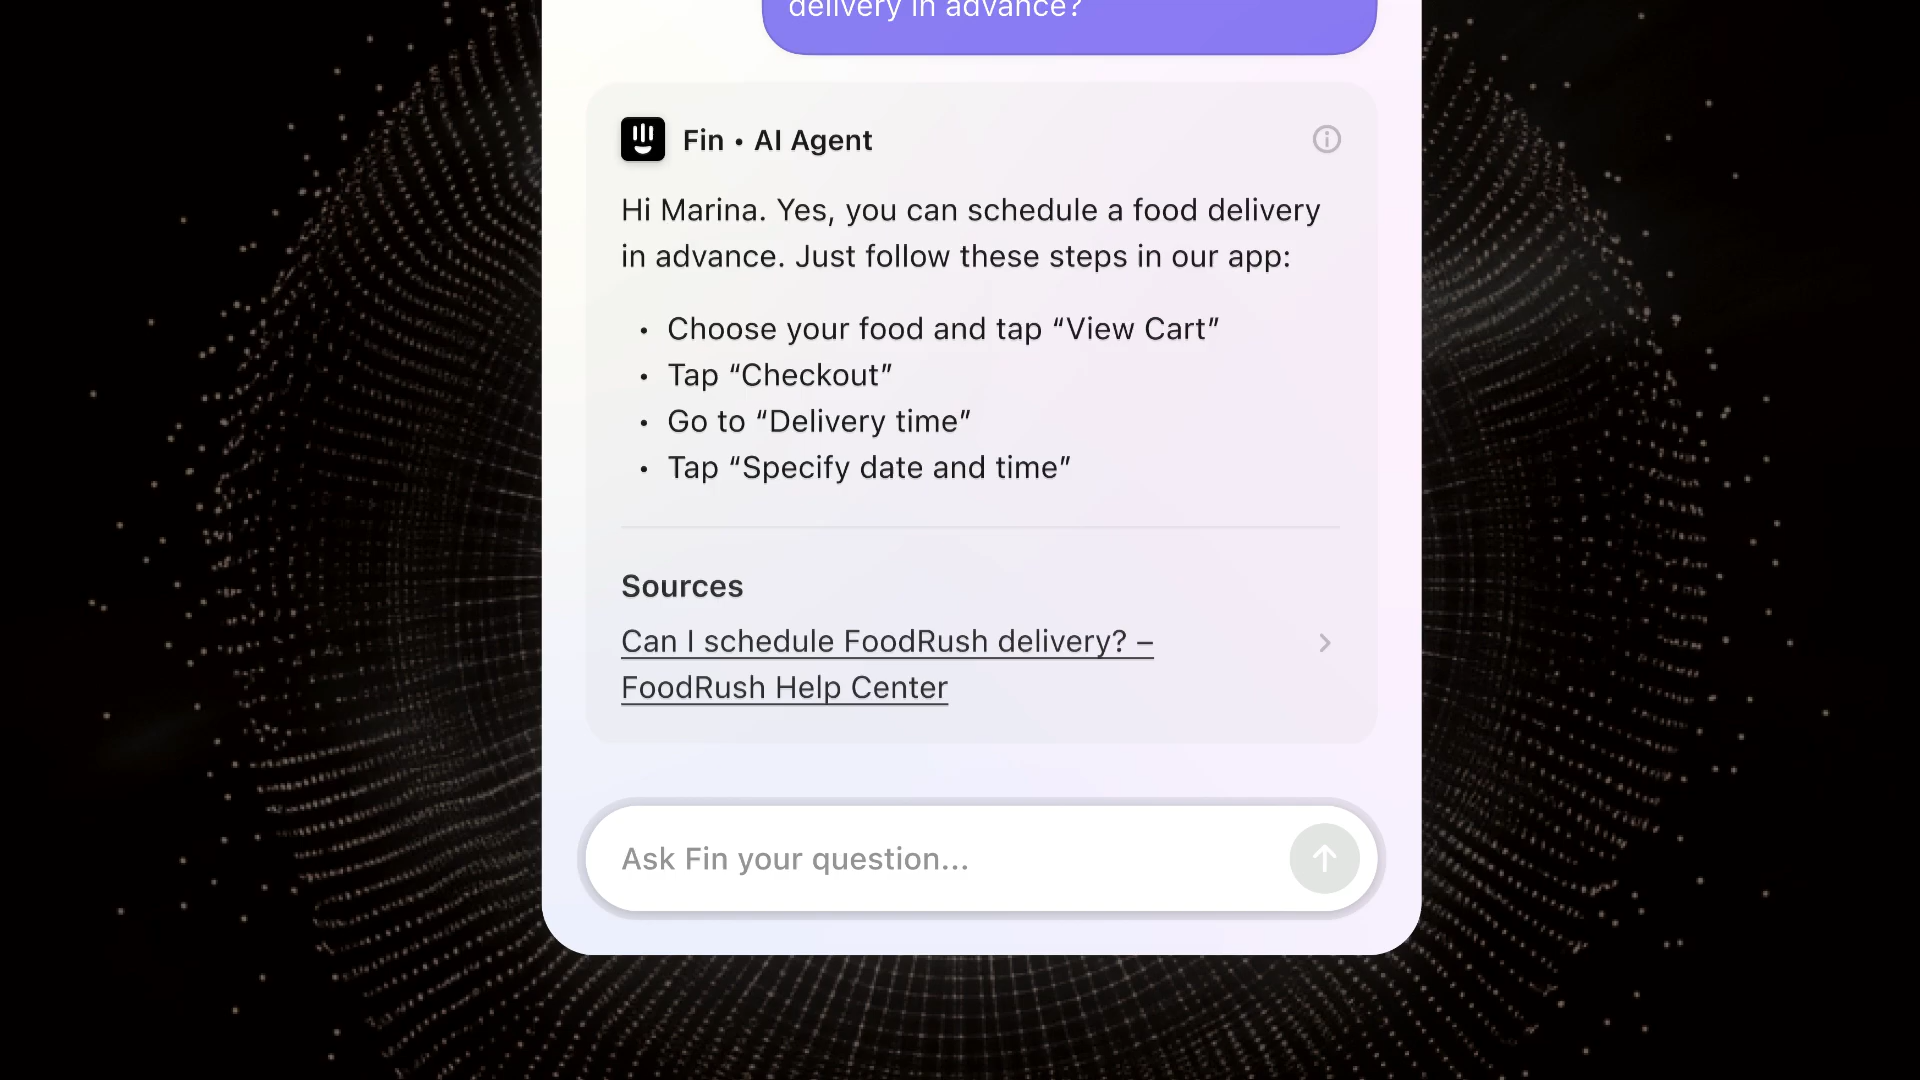 delivery in advance?
Fin • AI Agent
Hi Marina. Yes, you can schedule a food delivery
in advance. Just follow these steps in our app:
• Choose your food and tap “View Cart”
• Tap “Checkout”
• Go to “Delivery time”
• Tap “Specify date and time”
Sources
Can I schedule FoodRush delivery? –
FoodRush Help Center
Ask Fin your question...